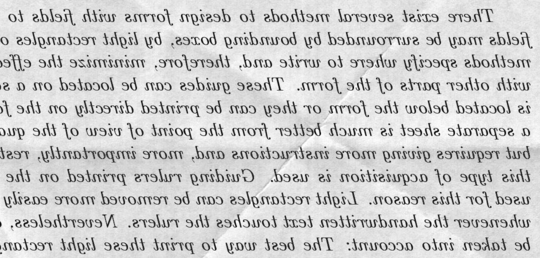 There exist several methods to design forms with fields to
fields may be surrounded by bounding boxes, by light rectangles o
methods specify where to write and, therefore, minimize the effe
with other parts of the form. These guides can be located on a s
is located below the form or they can be printed directly on the fo
a separate sheet is much better from the point of view of the qua
but requires giving more instructions and, more importantly, rest
this type of acquisition is used. Guiding rulers printed on the
used for this reason. Light rectangles can be removed more easily
whenever the handwritten text touches the rulers. Nevertheless,
be taken into account: The best way to print these light rectang